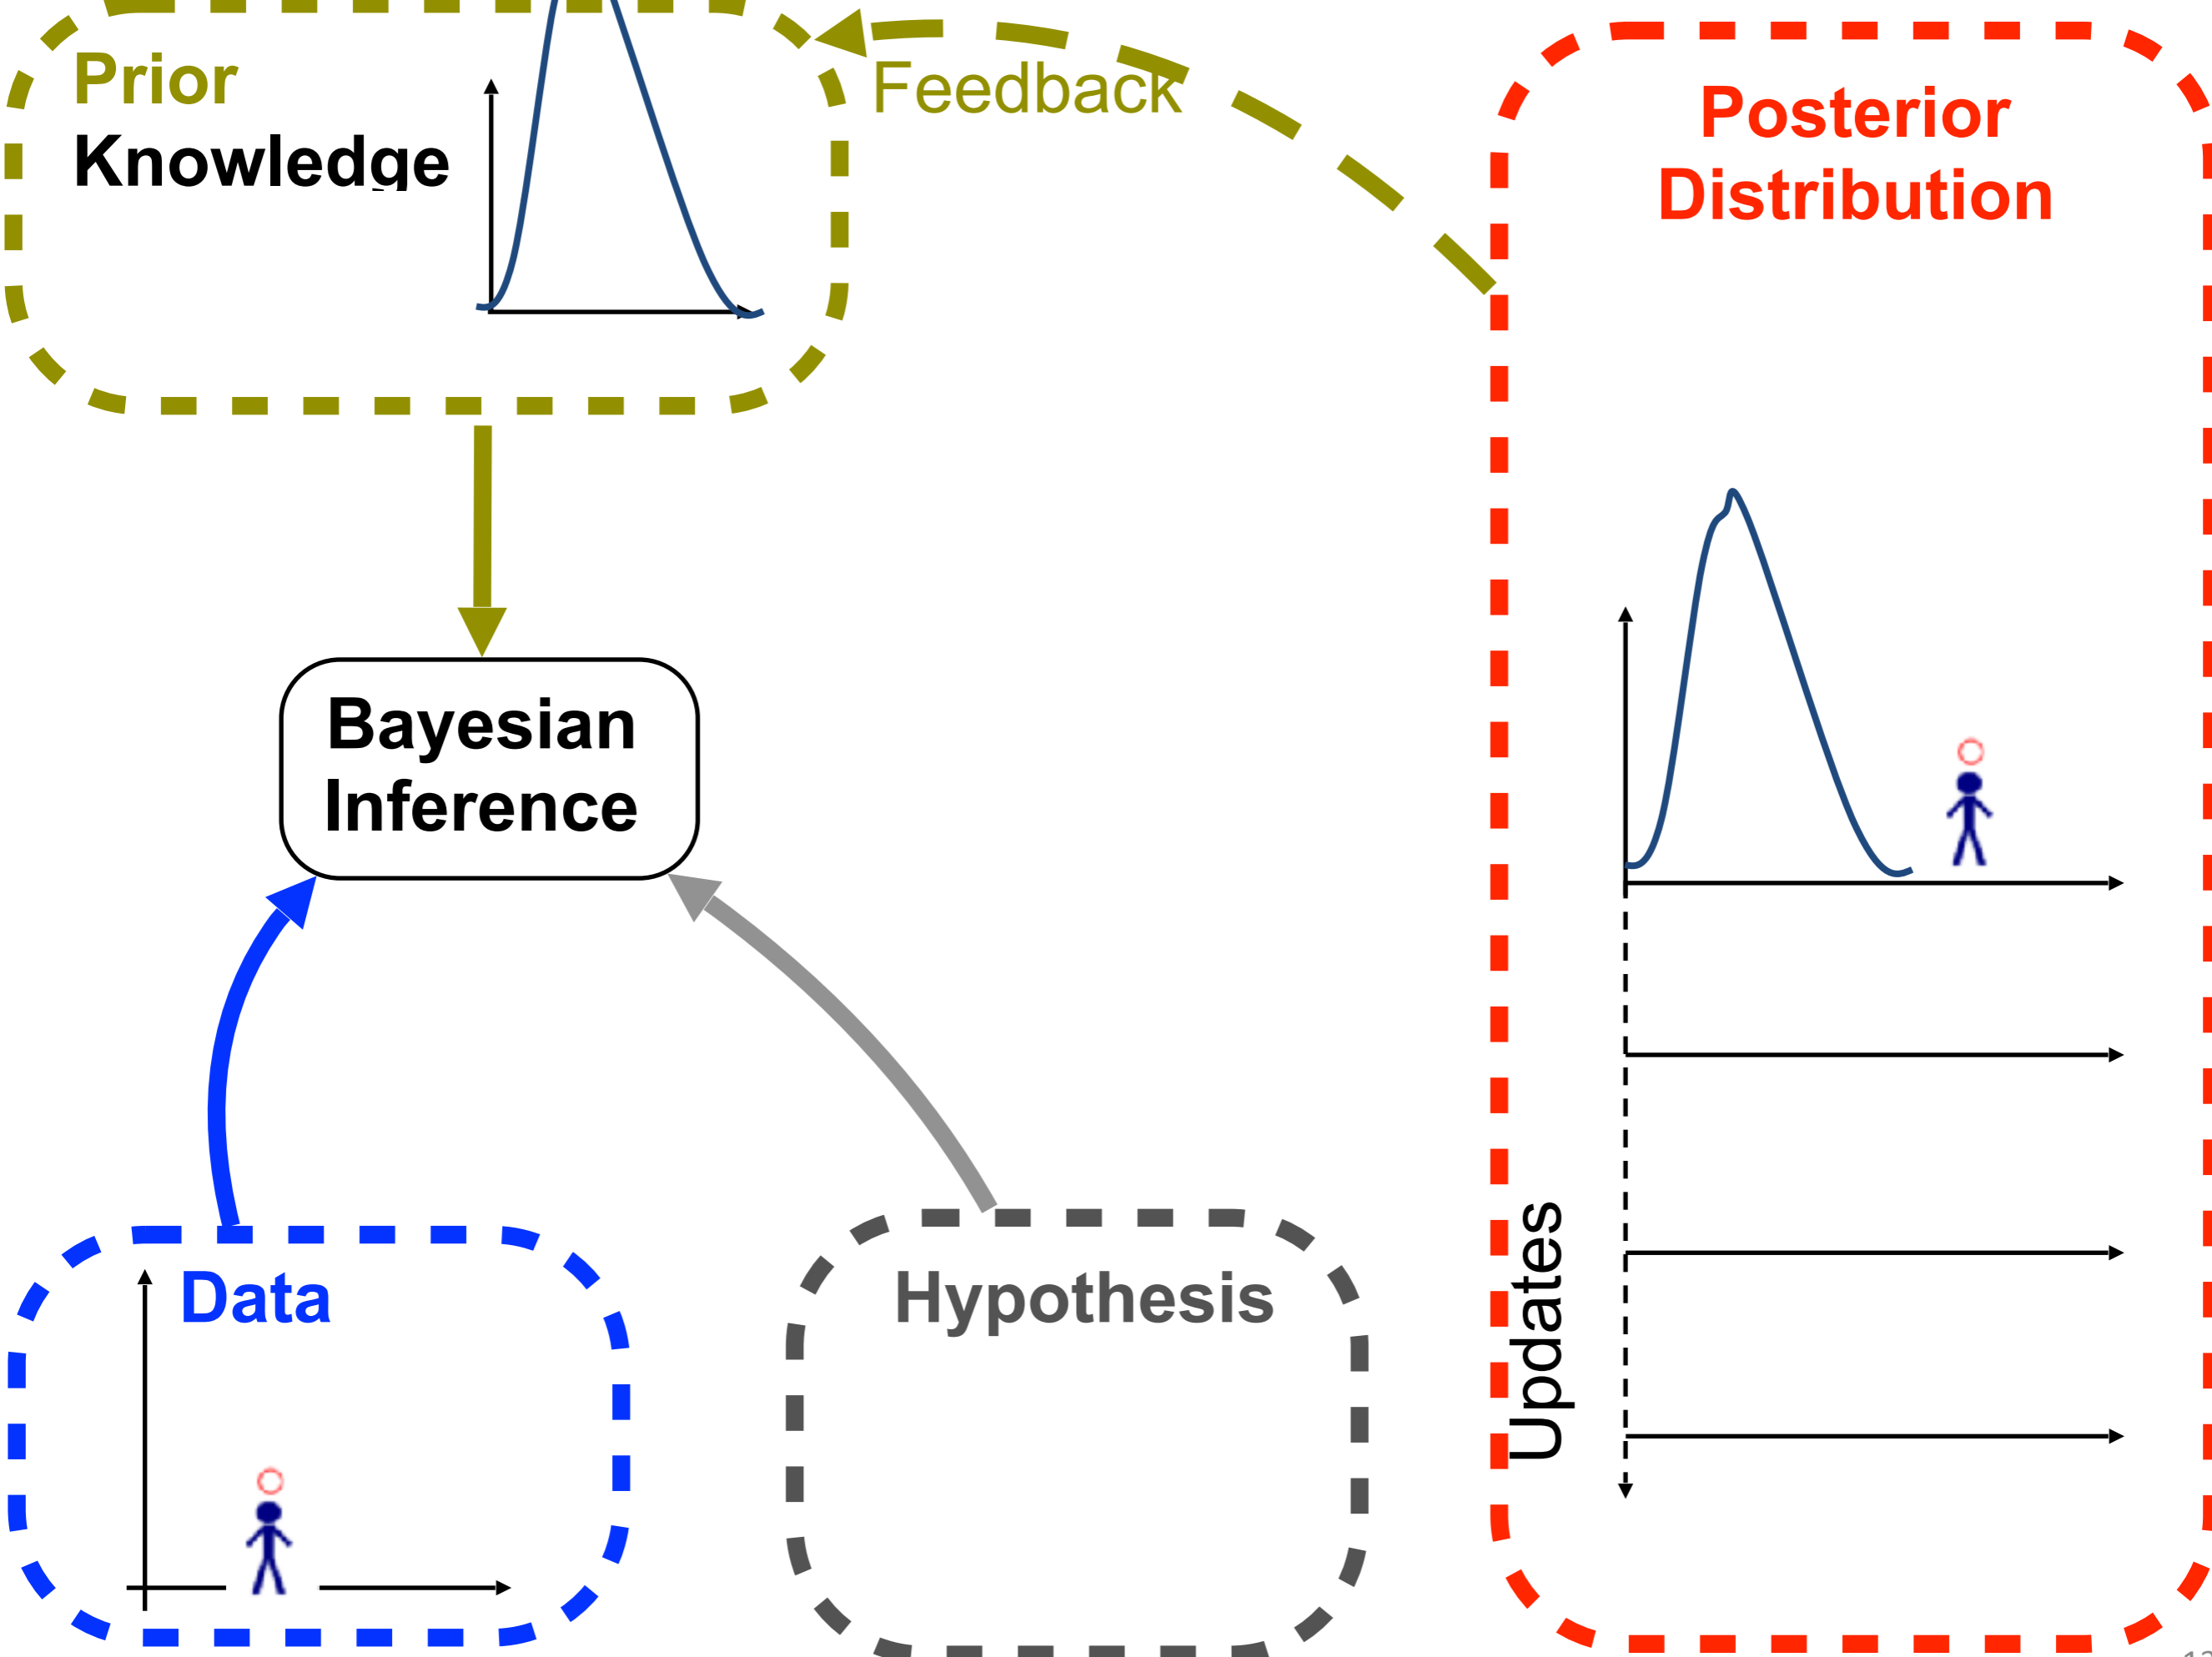 Prior
Knowledge
Feedback
Posterior
Distribution
Bayesian
Inference
Data
Hypothesis
Updates